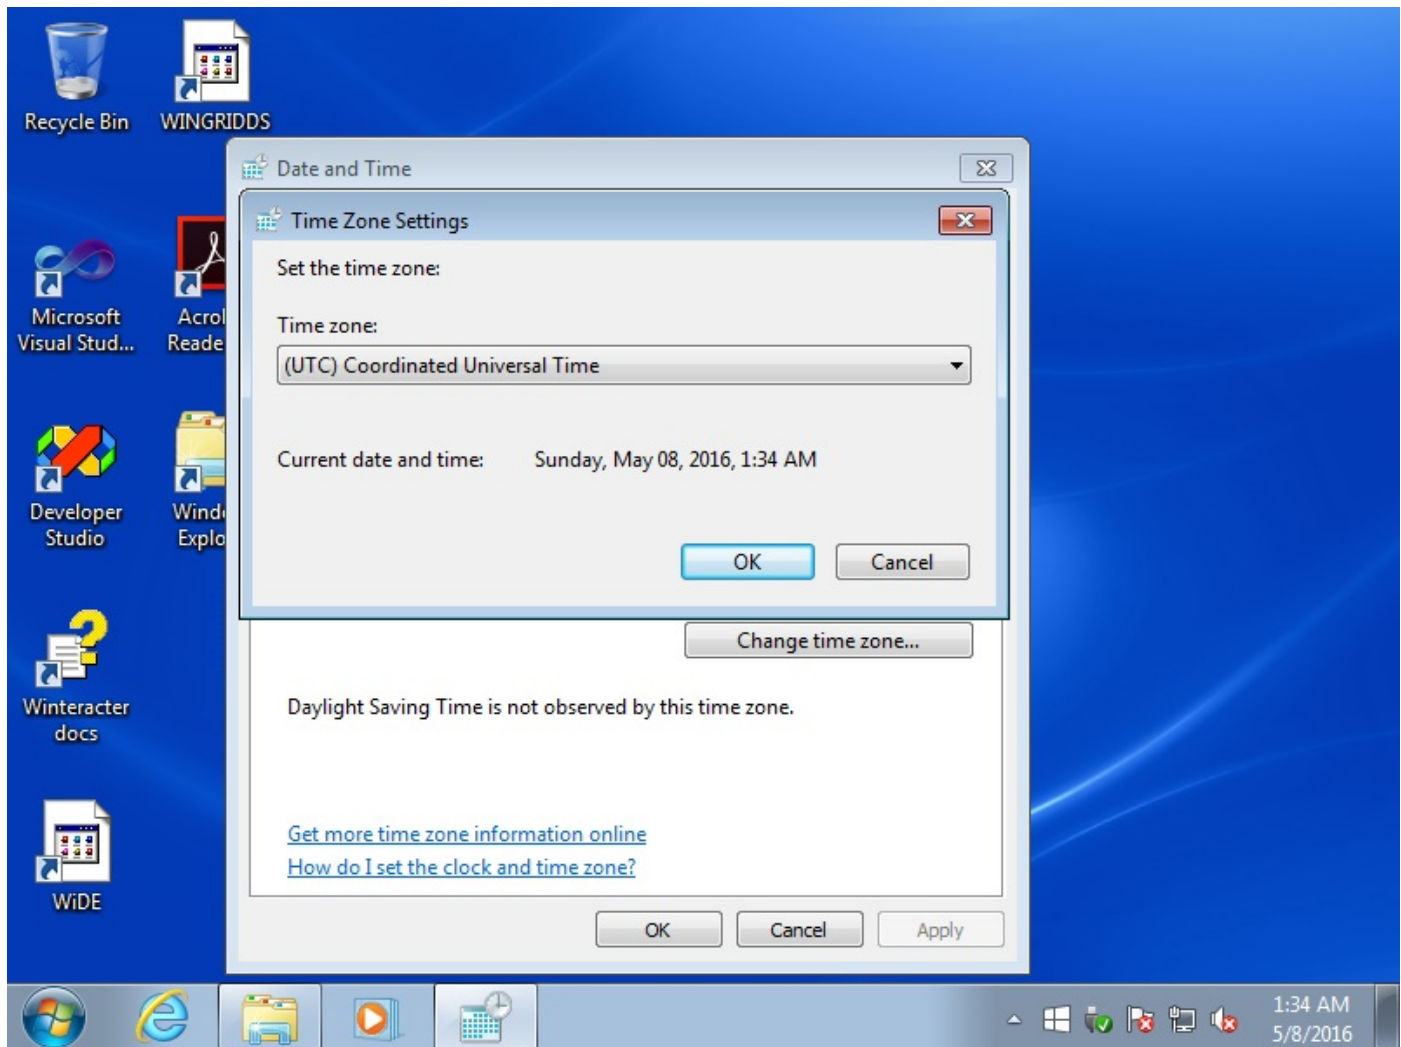 Recycle Bin
WINGRIDDS
Microsoft
Visual Stud...
Acrol
Reade
Developer
Studio
Wind
Explo
Winteracter
docs
WiDE
Date and Time
Time Zone Settings
Set the time zone:
Time zone:
(UTC) Coordinated Universal Time
Current date and time: Sunday, May 08, 2016, 1:34 AM
OK Cancel
Change time zone...
Daylight Saving Time is not observed by this time zone.
Get more time zone information online
How do I set the clock and time zone?
OK Cancel Apply
1:34 AM
5/8/2016